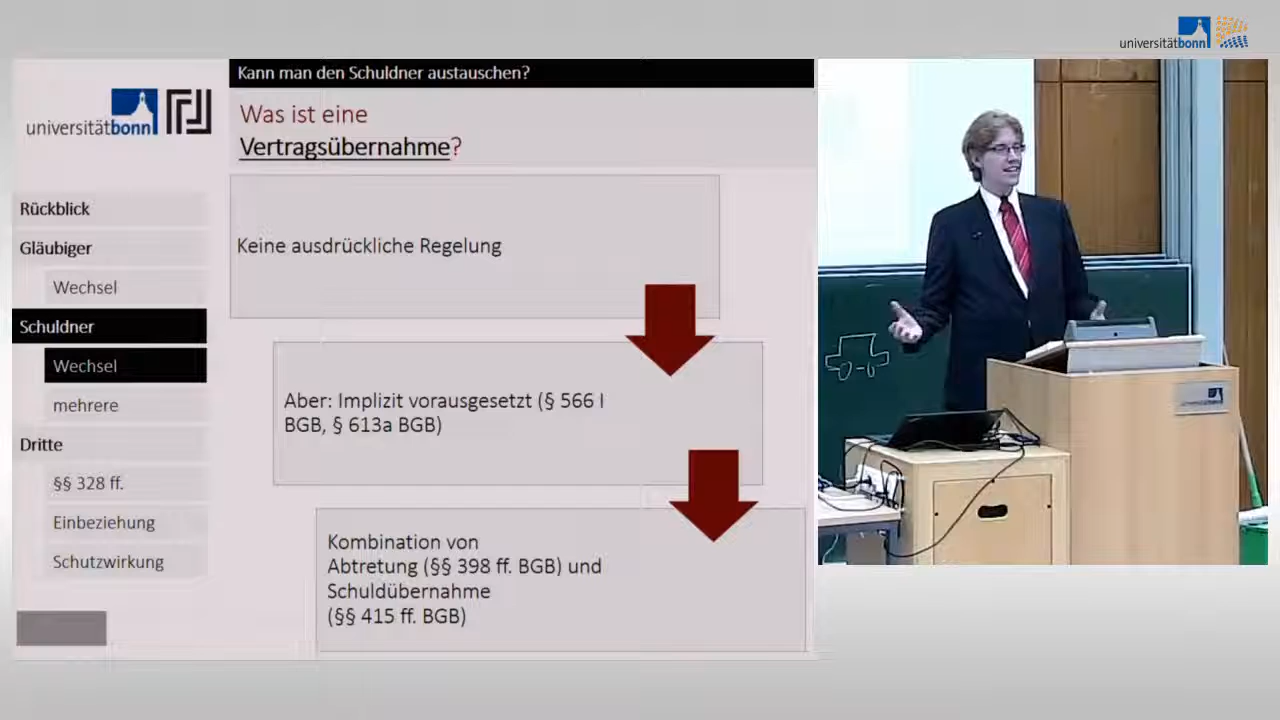 universitätbonn
Kann man den Schuldner austauschen?
universitätbonn
Was ist eine
Vertragsübernahme?
Rückblick
Gläubiger
Wechsel
Schuldner
Wechsel
mehrere
Dritte
§§ 328 ff.
Einbeziehung
Schutzwirkung
Keine ausdrückliche Regelung
Aber: Implizit vorausgesetzt (§ 566 I
BGB, § 613a BGB)
Kombination von
Abtretung (§§ 398 ff. BGB) und
Schuldübernahme
(§§ 415 ff. BGB)